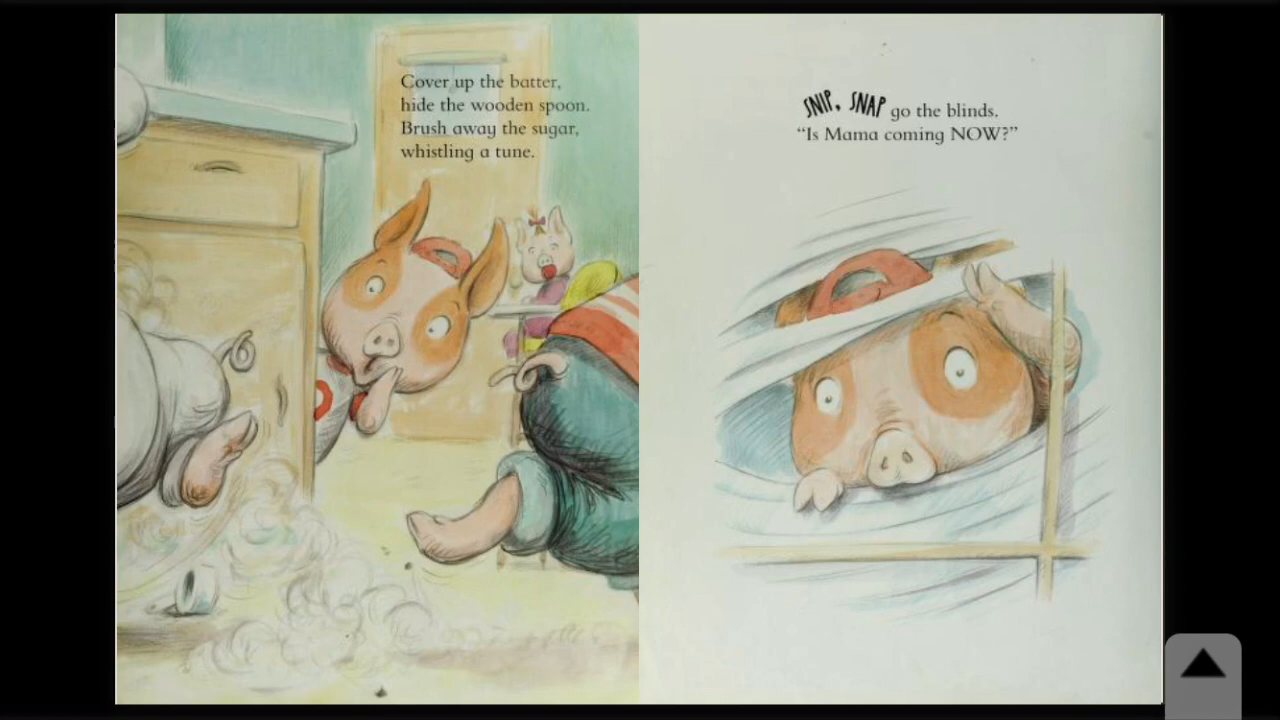 Cover up the batter,
hide the wooden spoon.
Brush away the sugar,
whistling a tune.
SNIP, SNAP go the blinds.
“Is Mama coming NOW?”